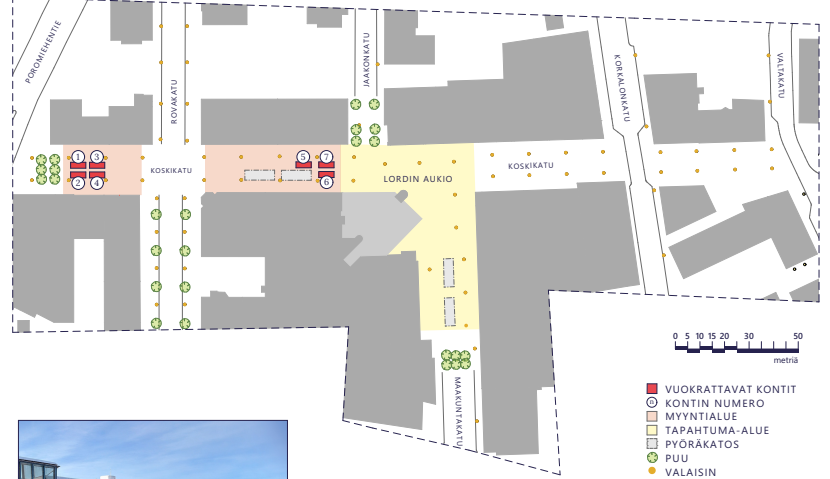 POROMIEHENTIE
ROVAKATU
JAAKONKATU
KORKALONKATU
VALTAKATU
1 3
2 4
KOSKIKATU
5 7
6
LORDIN AUKIO
KOSKIKATU
MAAKUNTAKATU
0 5 10 15 20 30 50
metriä
VUOKRATTAVAT KONTIT
n KONTIN NUMERO
MYYNTIALUE
TAPAHTUMA-ALUE
PYÖRÄKATOS
PUU
VALAISIN